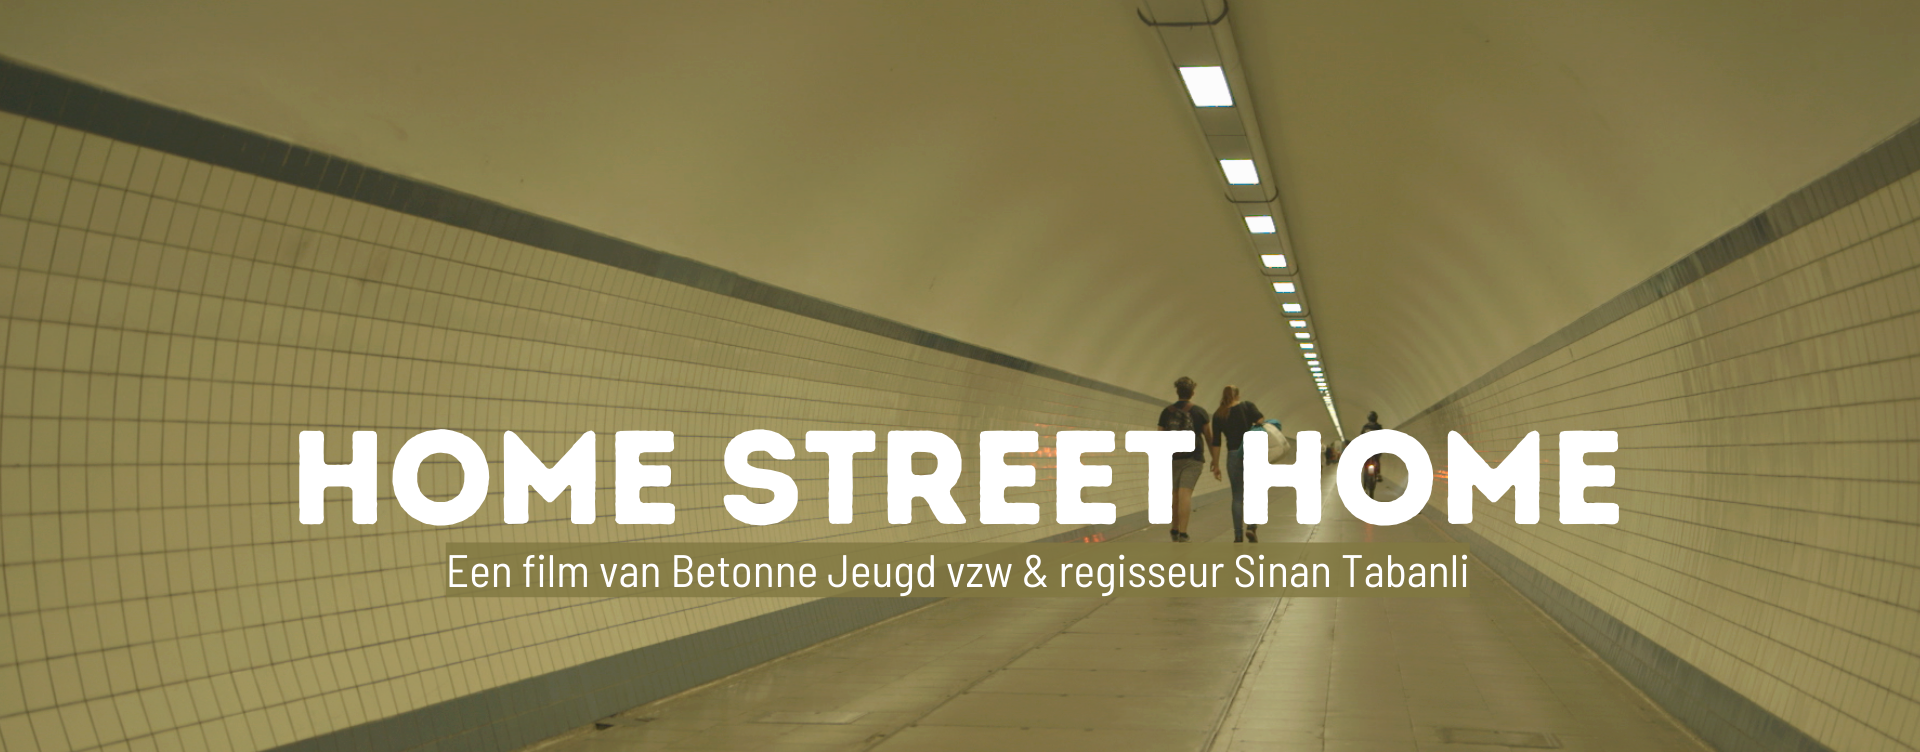 HOME STREET HOME
Een film van Betonne Jeugd vzw & regisseur Sinan Tabanli